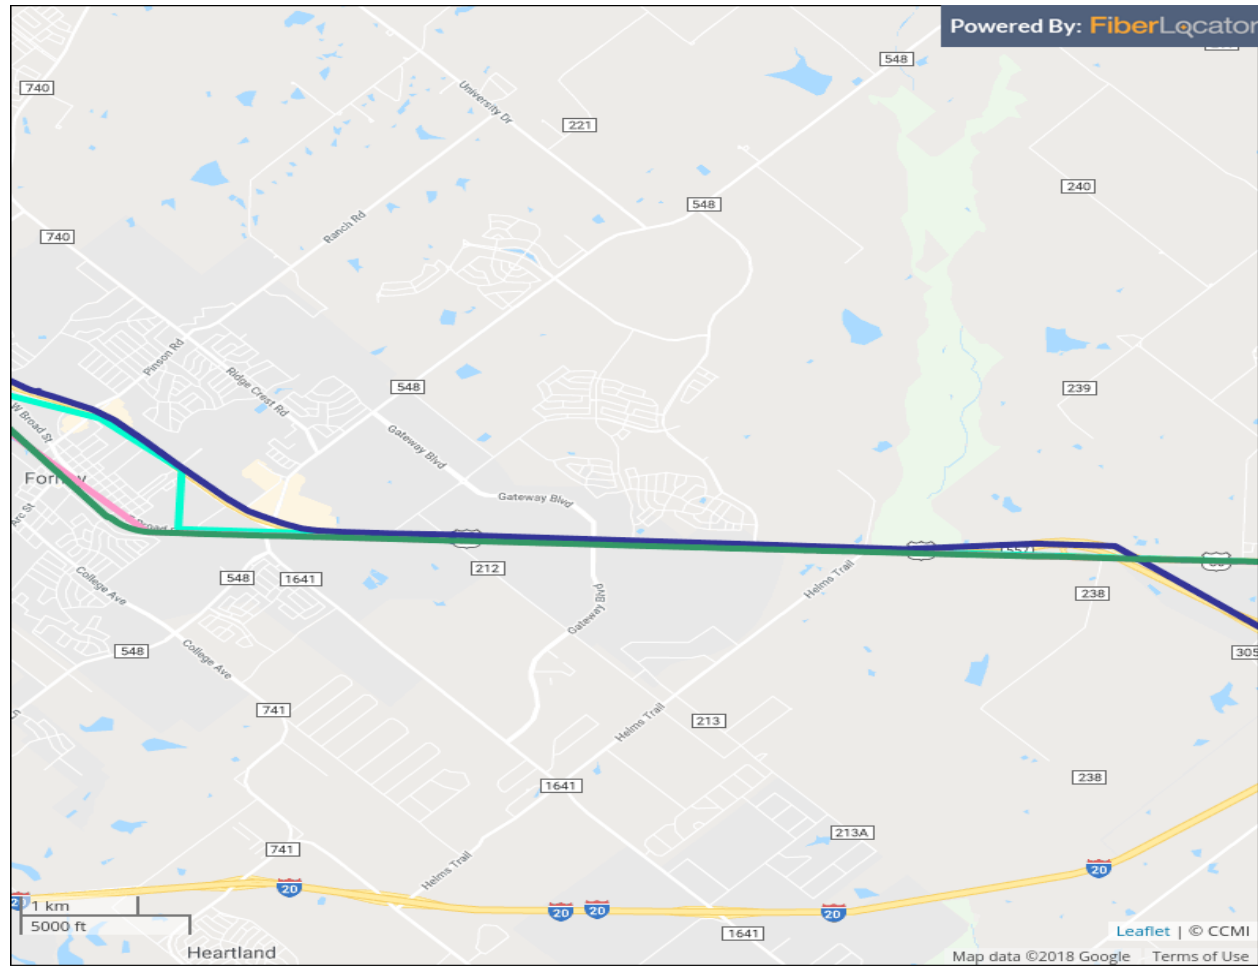 Powered By: FiberLocator
548
740
University Dr
221
240
548
Ranch Rd
740
Pinson Rd
Ridge Crest Rd
548
239
W Broad St
Gateway Blvd
Gateway Blvd
Forney
Arc St
557
212
548
1641
Helms Trail
238
College Ave
Gateway Blvd
548
College Ave
305
741
213
Helms Trail
238
1641
213A
741
Helms Trail
20
20
20
20
20
20
1 km
5000 ft
1641
Heartland
Leaflet | © CCMI
Map data ©2018 Google Terms of Use